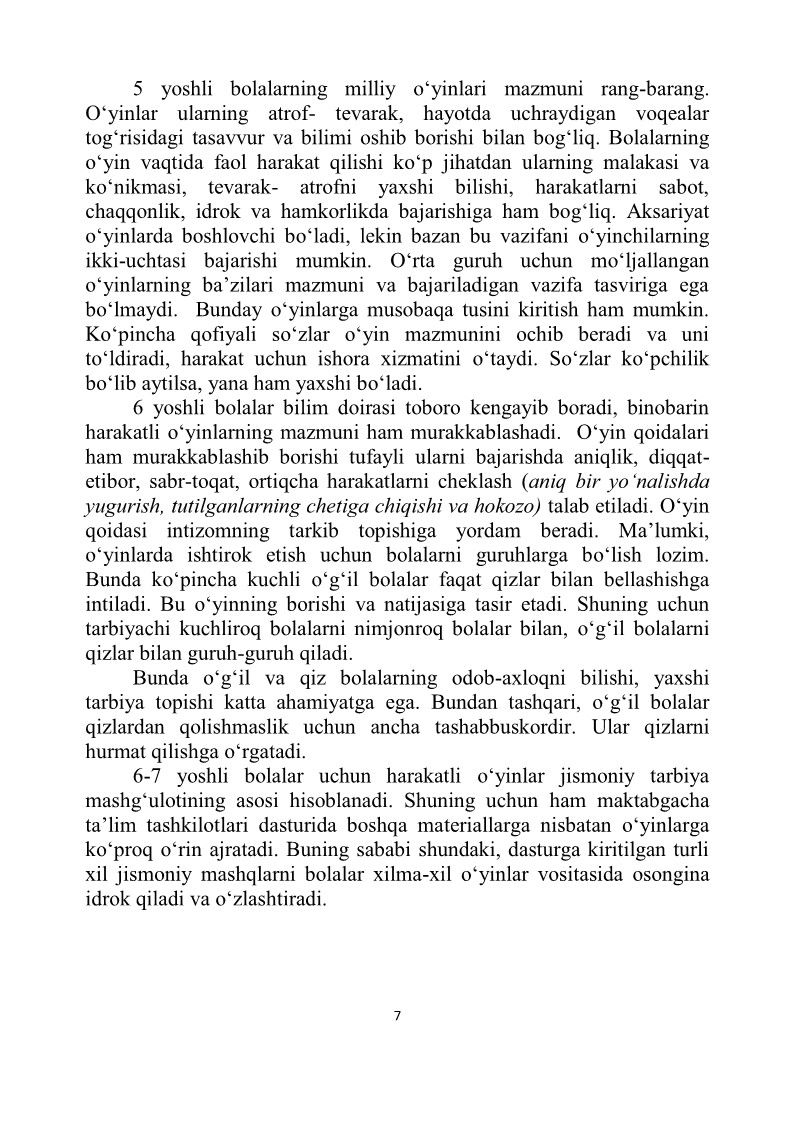 5 yoshli bolalarning milliy o‘yinlari mazmuni rang-barang.
O‘yinlar ularning atrof- tevarak, hayotda uchraydigan voqealar
tog‘risidagi tasavvur va bilimi oshib borishi bilan bog‘liq. Bolalarning
o‘yin vaqtida faol harakat qilishi ko‘p jihatdan ularning malakasi va
ko‘nikmasi, tevarak- atrofni yaxshi bilishi, harakatlarni sabot,
chaqqonlik, idrok va hamkorlikda bajarishiga ham bog‘liq. Aksariyat
o‘yinlarda boshlovchi bo‘ladi, lekin bazan bu vazifani o‘yinchilarning
ikki-uchtasi bajarishi mumkin. O‘rta guruh uchun mo‘ljallangan
o‘yinlarning ba’zilari mazmuni va bajariladigan vazifa tasviriga ega
bo‘lmaydi.  Bunday o‘yinlarga musobaqa tusini kiritish ham mumkin.
Ko‘pincha qofiyali so‘zlar o‘yin mazmunini ochib beradi va uni
to‘ldiradi, harakat uchun ishora xizmatini o‘taydi. So‘zlar ko‘pchilik
bo‘lib aytilsa, yana ham yaxshi bo‘ladi.
6 yoshli bolalar bilim doirasi toboro kengayib boradi, binobarin
harakatli o‘yinlarning mazmuni ham murakkablashadi.  O‘yin qoidalari
ham murakkablashib borishi tufayli ularni bajarishda aniqlik, diqqat-
etibor, sabr-toqat, ortiqcha harakatlarni cheklash (aniq bir yo‘nalishda
yugurish, tutilganlarning chetiga chiqishi va hokozo) talab etiladi. O‘yin
qoidasi intizomning tarkib topishiga yordam beradi. Ma’lumki,
o‘yinlarda ishtirok etish uchun bolalarni guruhlarga bo‘lish lozim.
Bunda ko‘pincha kuchli o‘g‘il bolalar faqat qizlar bilan bellashishga
intiladi. Bu o‘yinning borishi va natijasiga tasir etadi. Shuning uchun
tarbiyachi kuchliroq bolalarni nimjonroq bolalar bilan, o‘g‘il bolalarni
qizlar bilan guruh-guruh qiladi.
Bunda o‘g‘il va qiz bolalarning odob-axloqni bilishi, yaxshi
tarbiya topishi katta ahamiyatga ega. Bundan tashqari, o‘g‘il bolalar
qizlardan qolishmaslik uchun ancha tashabbuskordir. Ular qizlarni
hurmat qilishga o‘rgatadi.
6-7 yoshli bolalar uchun harakatli o‘yinlar jismoniy tarbiya
mashg‘ulotining asosi hisoblanadi. Shuning uchun ham maktabgacha
ta’lim tashkilotlari dasturida boshqa materiallarga nisbatan o‘yinlarga
ko‘proq o‘rin ajratadi. Buning sababi shundaki, dasturga kiritilgan turli
xil jismoniy mashqlarni bolalar xilma-xil o‘yinlar vositasida osongina
idrok qiladi va o‘zlashtiradi.
7